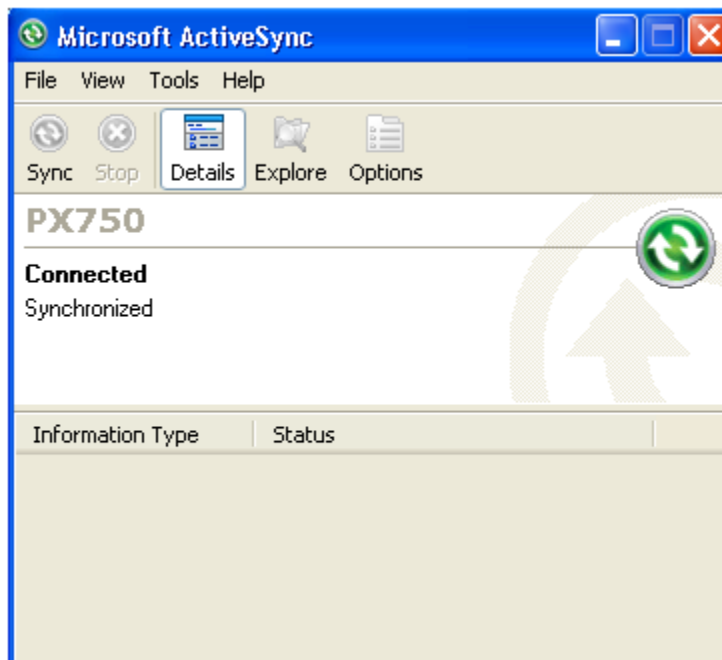 Microsoft ActiveSync
File View Tools Help
Sync Stop Details Explore Options
PX750
Connected
Synchronized
Information Type Status